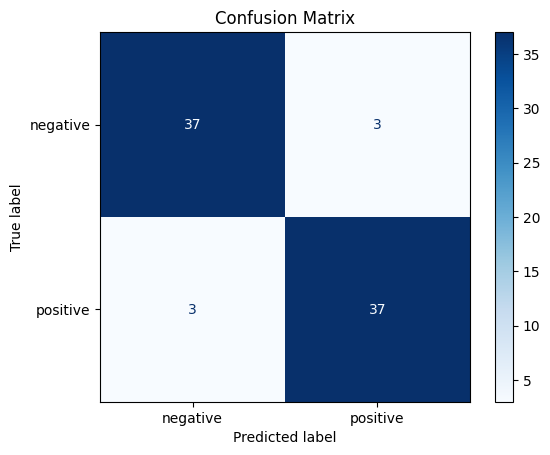 Confusion Matrix
True label
negative
37
3
positive
3
37
negative
positive
Predicted label
35
30
25
20
15
10
5